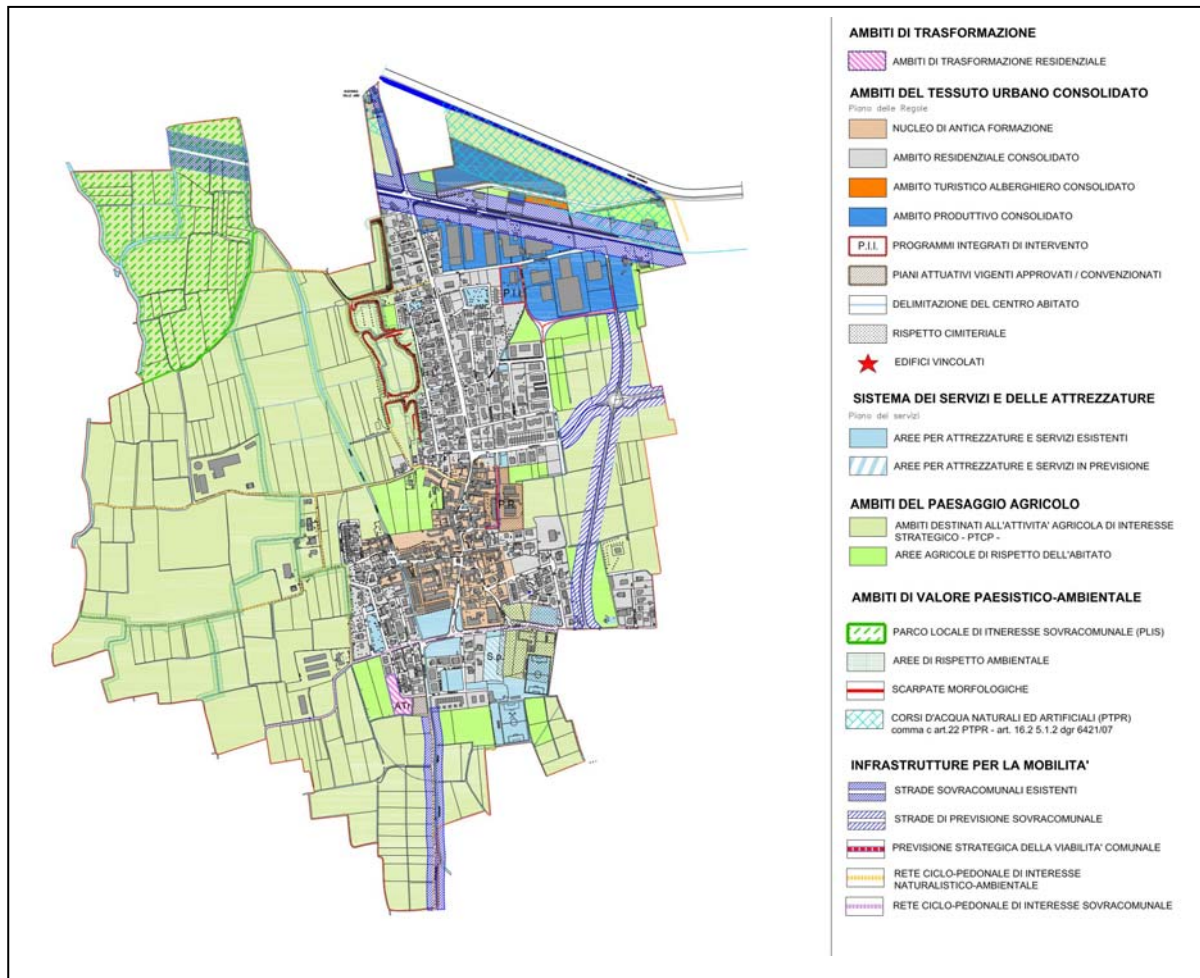 AMBITI DI TRASFORMAZIONE
AMBITI DI TRASFORMAZIONE RESIDENZIALE
AMBITI DEL TESSUTO URBANO CONSOLIDATO
Piano delle Regole
NUCLEO DI ANTICA FORMAZIONE
AMBITO RESIDENZIALE CONSOLIDATO
AMBITO TURISTICO ALBERGHIERO CONSOLIDATO
AMBITO PRODUTTIVO CONSOLIDATO
P.I.I. PROGRAMMI INTEGRATI DI INTERVENTO
PIANI ATTUATIVI VIGENTI APPROVATI / CONVENZIONATI
DELIMITAZIONE DEL CENTRO ABITATO
RISPETTO CIMITERIALE
EDIFICI VINCOLATI
SISTEMA DEI SERVIZI E DELLE ATTREZZATURE
Piano dei servizi
AREE PER ATTREZZATURE E SERVIZI ESISTENTI
AREE PER ATTREZZATURE E SERVIZI IN PREVISIONE
AMBITI DEL PAESAGGIO AGRICOLO
AMBITI DESTINATI ALL'ATTIVITA' AGRICOLA DI INTERESSE
STRATEGICO - PTCP -
AREE AGRICOLE DI RISPETTO DELL'ABITATO
AMBITI DI VALORE PAESISTICO-AMBIENTALE
PARCO LOCALE DI ITNERESSE SOVRACOMUNALE (PLIS)
AREE DI RISPETTO AMBIENTALE
SCARPATE MORFOLOGICHE
CORSI D'ACQUA NATURALI ED ARTIFICIALI (PTPR)
comma c art.22 PTPR - art. 16.2 5.1.2 dgr 6421/07
INFRASTRUTTURE PER LA MOBILITA'
STRADE SOVRACOMUNALI ESISTENTI
STRADE DI PREVISIONE SOVRACOMUNALE
PREVISIONE STRATEGICA DELLA VIABILITA' COMUNALE
RETE CICLO-PEDONALE DI INTERESSE
NATURALISTICO-AMBIENTALE
RETE CICLO-PEDONALE DI INTERESSE SOVRACOMUNALE
P.I.I.
P.R.
S.P.
ATr